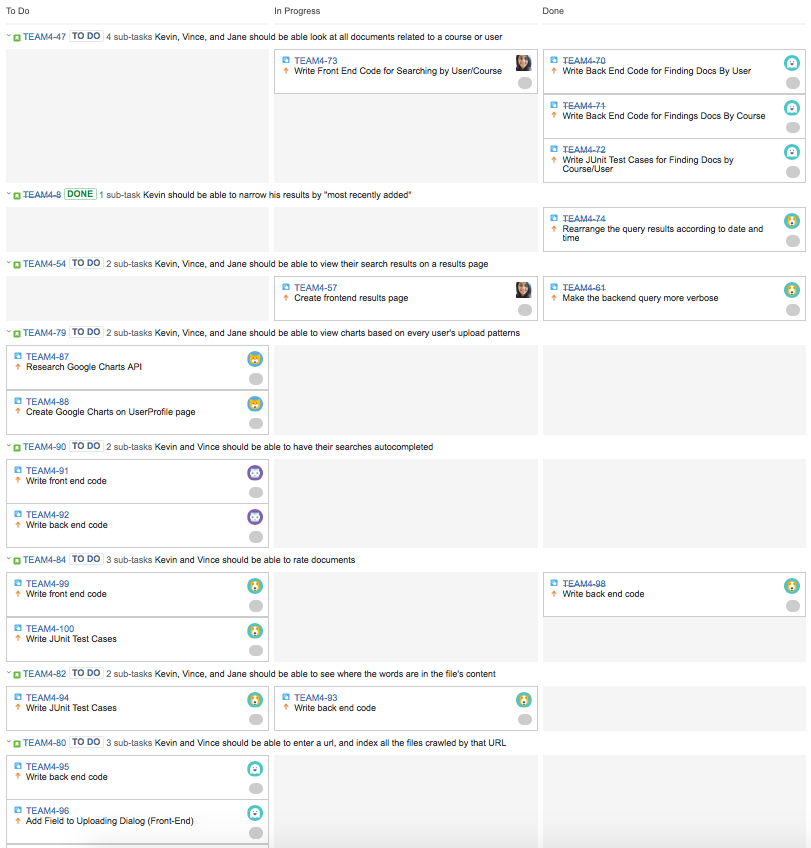 To Do In Progress Done
TEAM4-47 TO DO 4 sub-tasks Kevin, Vince, and Jane should be able look at all documents related to a course or user
TEAM4-73
Write Front End Code for Searching by User/Course
TEAM4-70
Write Back End Code for Finding Docs By User
TEAM4-71
Write Back End Code for Findings Docs By Course
TEAM4-72
Write JUnit Test Cases for Finding Docs by
Course/User
TEAM4-8 DONE 1 sub-task Kevin should be able to narrow his results by "most recently added"
TEAM4-74
Rearrange the query results according to date and
time
TEAM4-54 TO DO 2 sub-tasks Kevin, Vince, and Jane should be able to view their search results on a results page
TEAM4-57
Create frontend results page
TEAM4-61
Make the backend query more verbose
TEAM4-79 TO DO 2 sub-tasks Kevin, Vince, and Jane should be able to view charts based on every user's upload patterns
TEAM4-87
Research Google Charts API
TEAM4-88
Create Google Charts on UserProfile page
TEAM4-90 TO DO 2 sub-tasks Kevin and Vince should be able to have their searches autocompleted
TEAM4-91
Write front end code
TEAM4-92
Write back end code
TEAM4-84 TO DO 3 sub-tasks Kevin and Vince should be able to rate documents
TEAM4-99
Write front end code
TEAM4-100
Write JUnit Test Cases
TEAM4-98
Write back end code
TEAM4-82 TO DO 2 sub-tasks Kevin, Vince, and Jane should be able to see where the words are in the file's content
TEAM4-94
Write JUnit Test Cases
TEAM4-93
Write back end code
TEAM4-80 TO DO 3 sub-tasks Kevin and Vince should be able to enter a url, and index all the files crawled by that URL
TEAM4-95
Write back end code
TEAM4-96
Add Field to Uploading Dialog (Front-End)